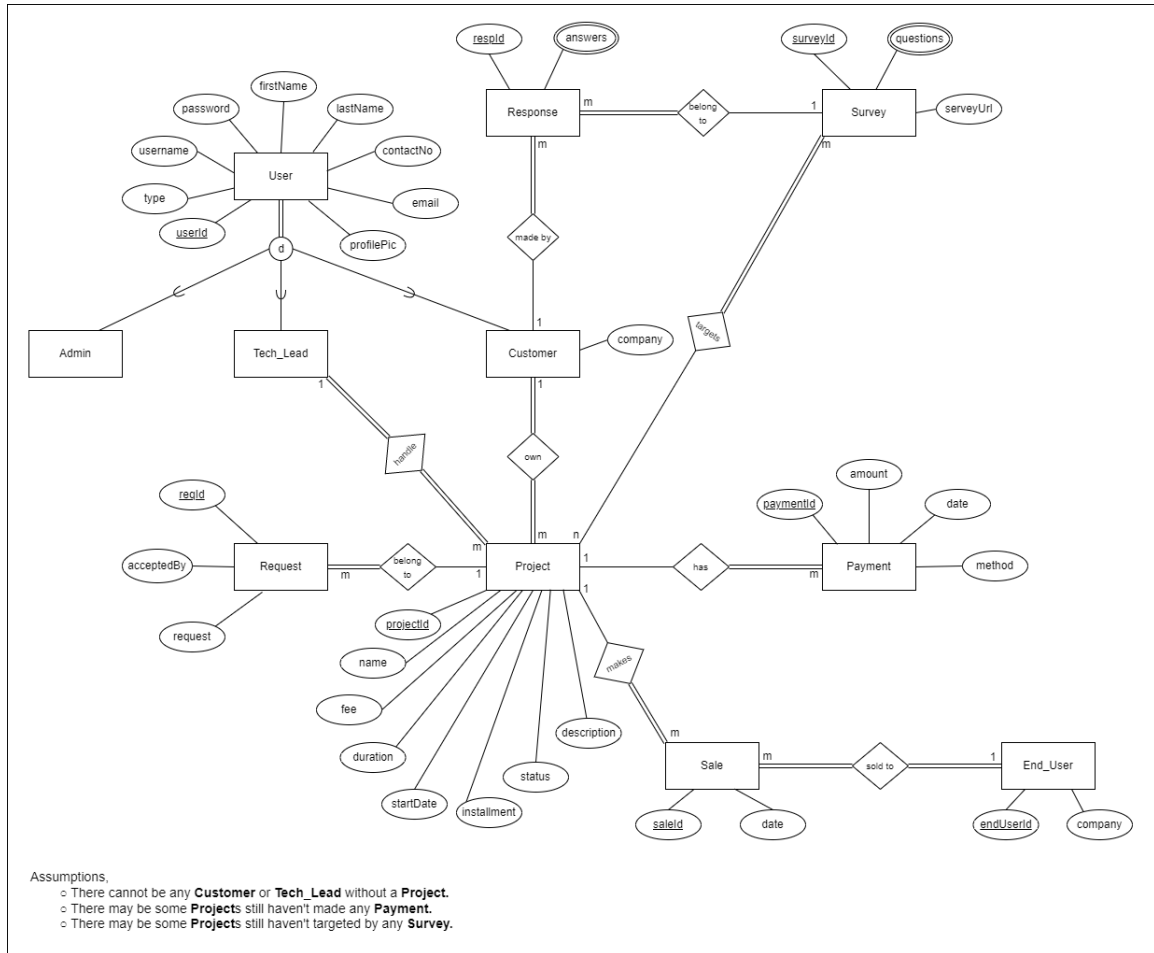 respId
answers
surveyId
questions
firstName
password
lastName
Response
m
belong
to
1
Survey
serveyUrl
username
contactNo
User
m
m
type
email
userId
profilePic
d
made by
1
targets
Admin
Tech_Lead
Customer
company
1
1
handle
own
reqId
amount
paymentId
date
m
m
n
acceptedBy
Request
m
belong
to
1
Project
1
has
m
Payment
method
1
request
projectId
name
makes
fee
description
m
duration
status
Sale
m
sold to
1
End_User
startDate
installment
saleId
date
endUserId
company
Assumptions,
○ There cannot be any Customer or Tech_Lead without a Project.
○ There may be some Projects still haven't made any Payment.
○ There may be some Projects still haven't targeted by any Survey.